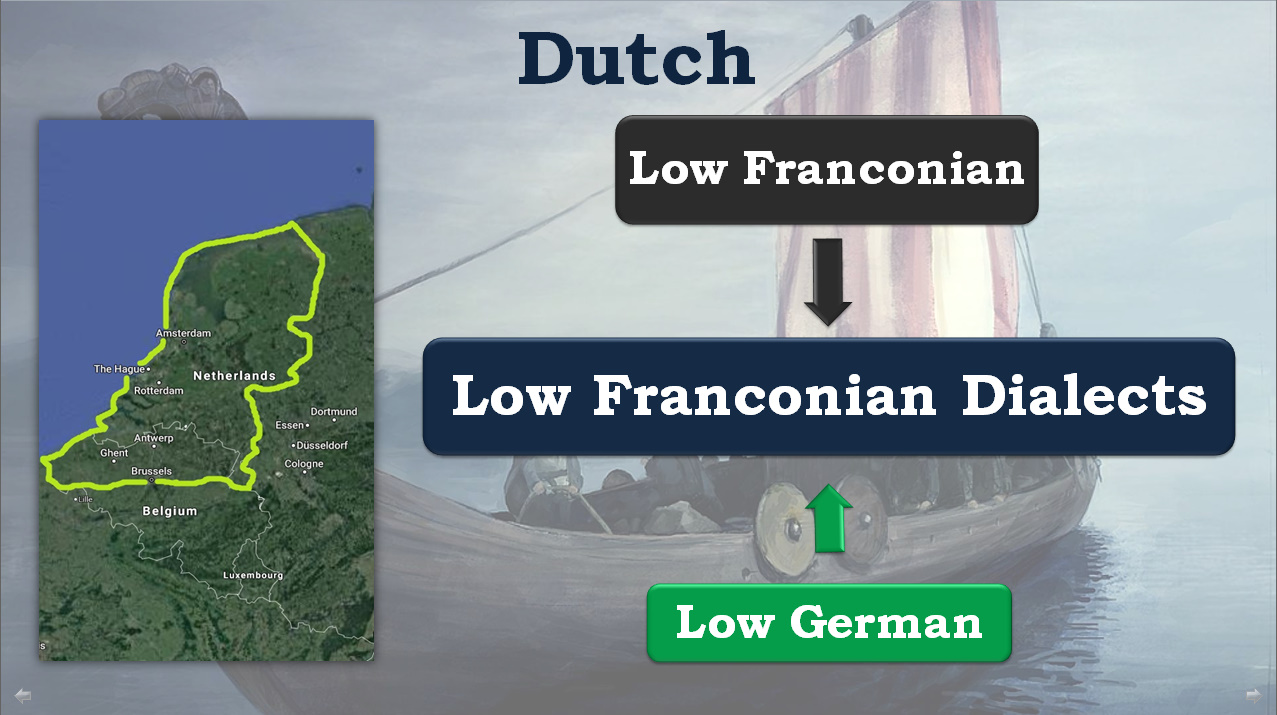 Dutch
Low Franconian
Low Franconian Dialects
Low German
Amsterdam
The Hague
Netherlands
Rotterdam
Dortmund
Essen
Antwerp
Düsseldorf
Ghent
Cologne
Brussels
Lille
Belgium
Luxembourg
s